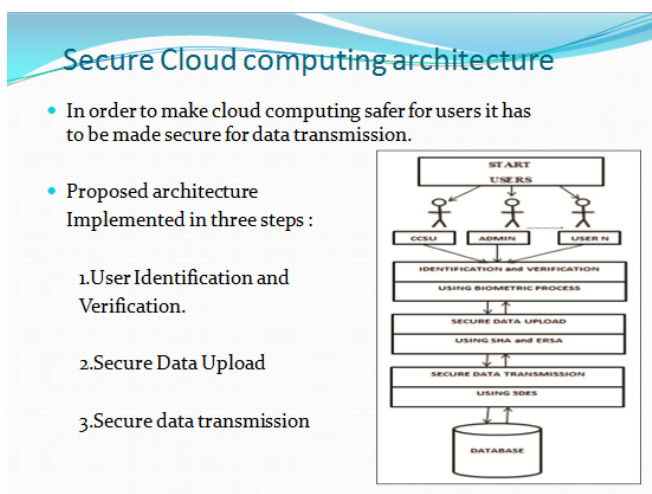 Secure Cloud computing architecture
In order to make cloud computing safer for users it has
to be made secure for data transmission.
Proposed architecture
Implemented in three steps :
1.User Identification and
Verification.
2.Secure Data Upload
3.Secure data transmission
START
USERS
CCSU
ADMIN
USER N
IDENTIFICATION and VERIFICATION
USING BIOMETRIC PROCESS
SECURE DATA UPLOAD
USING SHA and ERSA
SECURE DATA TRANSMISSION
USING 3DES
DATABASE